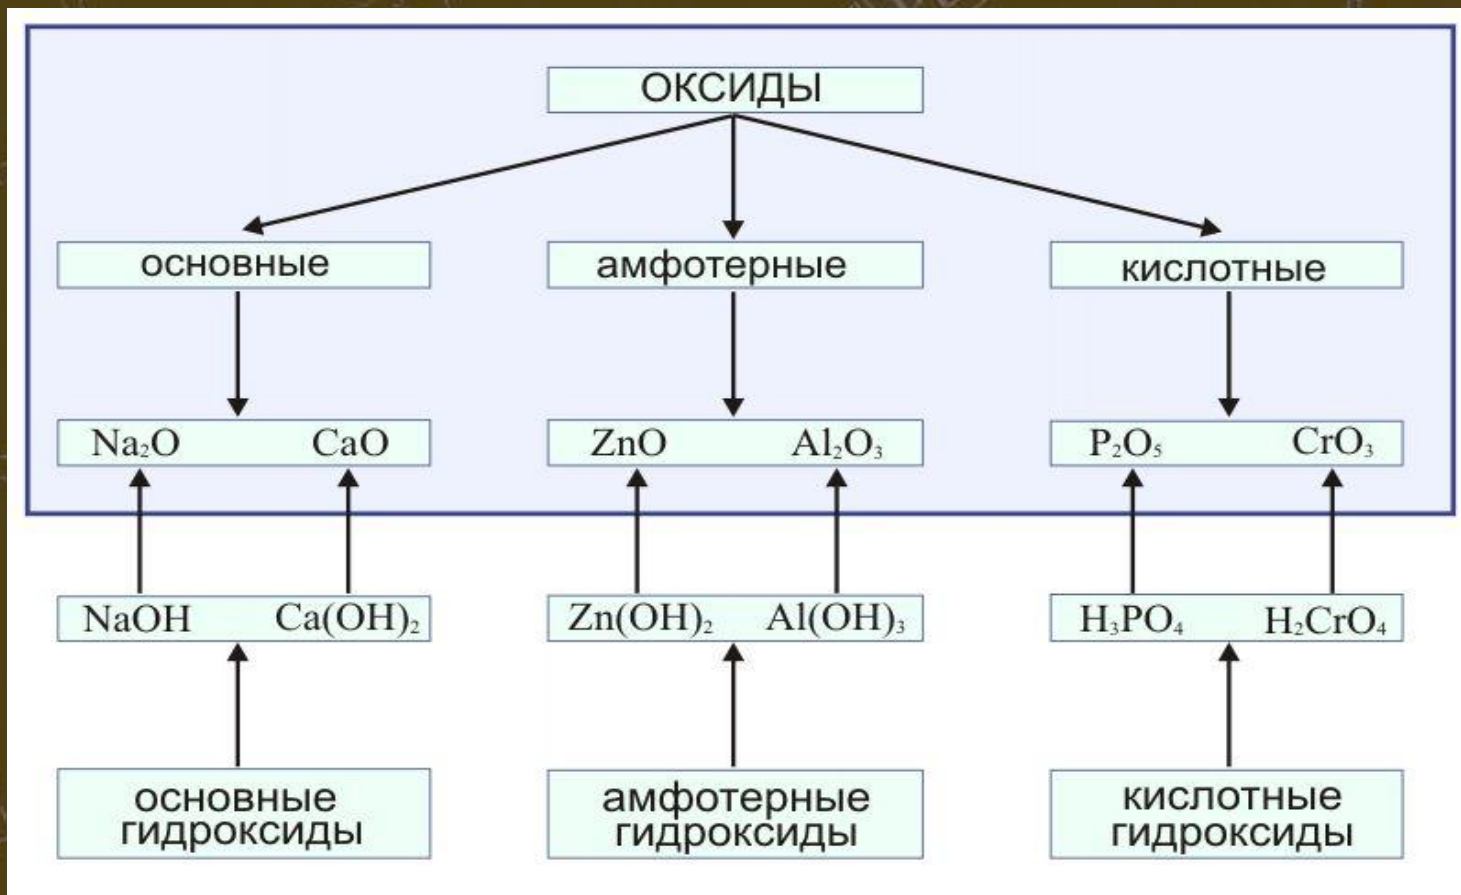 ОКСИДЫ
основные
амфотерные
кислотные
Na₂O CaO
ZnO Al₂O₃
P₂O₅ CrO₃
NaOH Ca(OH)₂
Zn(OH)₂ Al(OH)₃
H₃PO₄ H₂CrO₄
основные
гидроксиды
амфотерные
гидроксиды
кислотные
гидроксиды